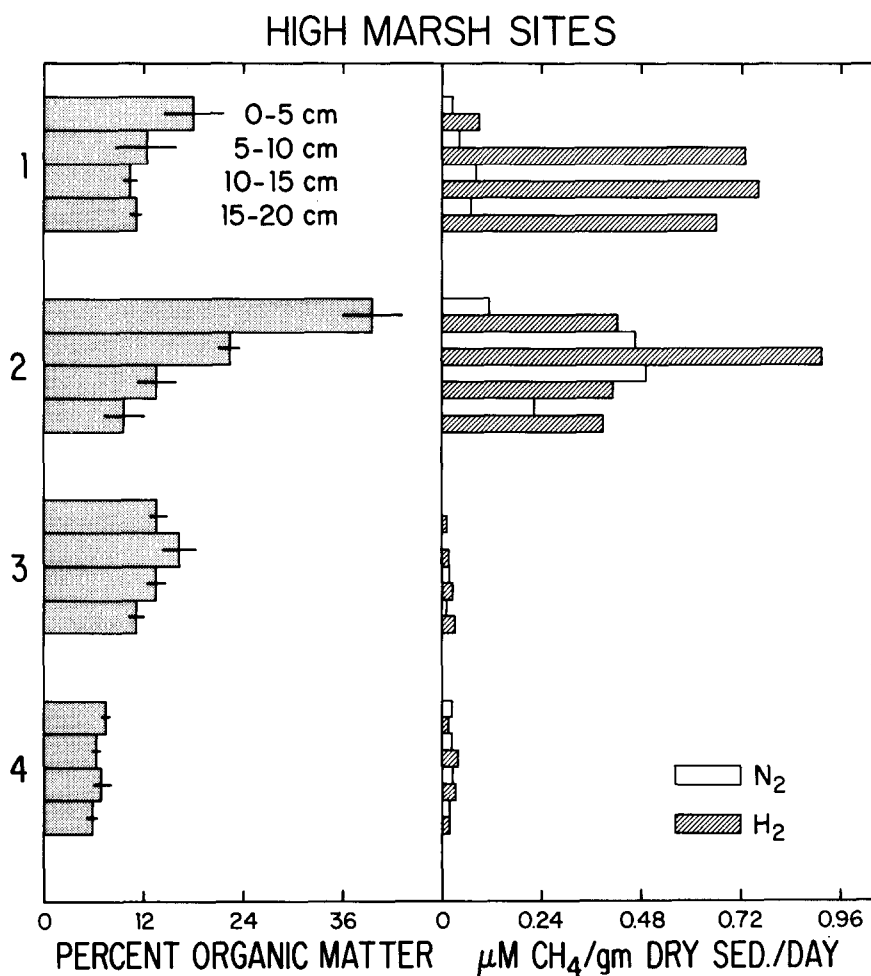 HIGH MARSH SITES
0-5 cm
5-10 cm
10-15 cm
15-20 cm
1
2
3
4
N₂
H₂
0 12 24 36 0 0.24 0.48 0.72 0.96
PERCENT ORGANIC MATTER μM CH₄/gm DRY SED./DAY